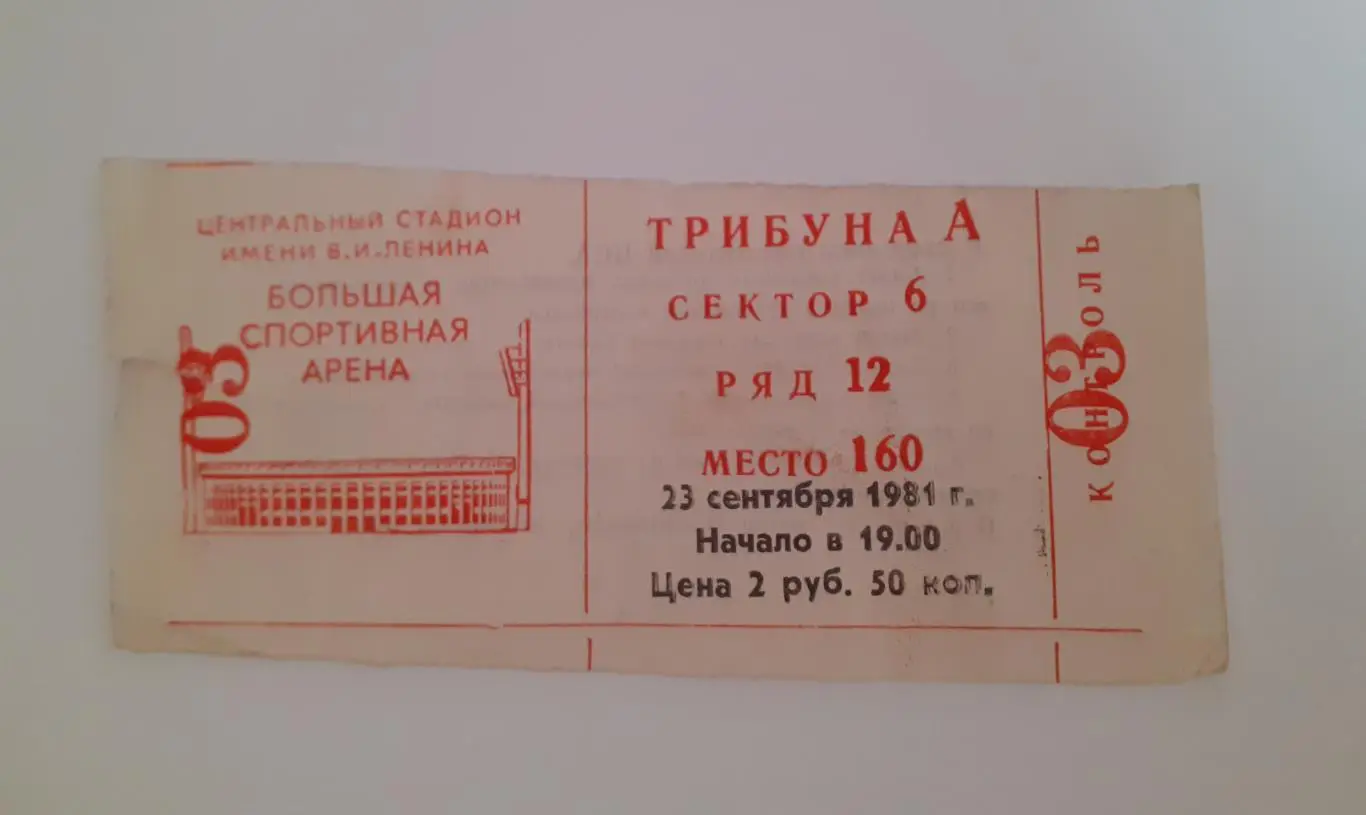 ЦЕНТРАЛЬНЫЙ СТАДИОН
ИМЕНИ В.И.ЛЕНИНА
БОЛЬШАЯ
СПОРТИВНАЯ
АРЕНА
03
ТРИБУНА А
СЕКТОР 6
РЯД 12
МЕСТО 160
23 сентября 1981 г.
Начало в 19.00
Цена 2 руб. 50 коп.
03
КОНТРОЛЬ